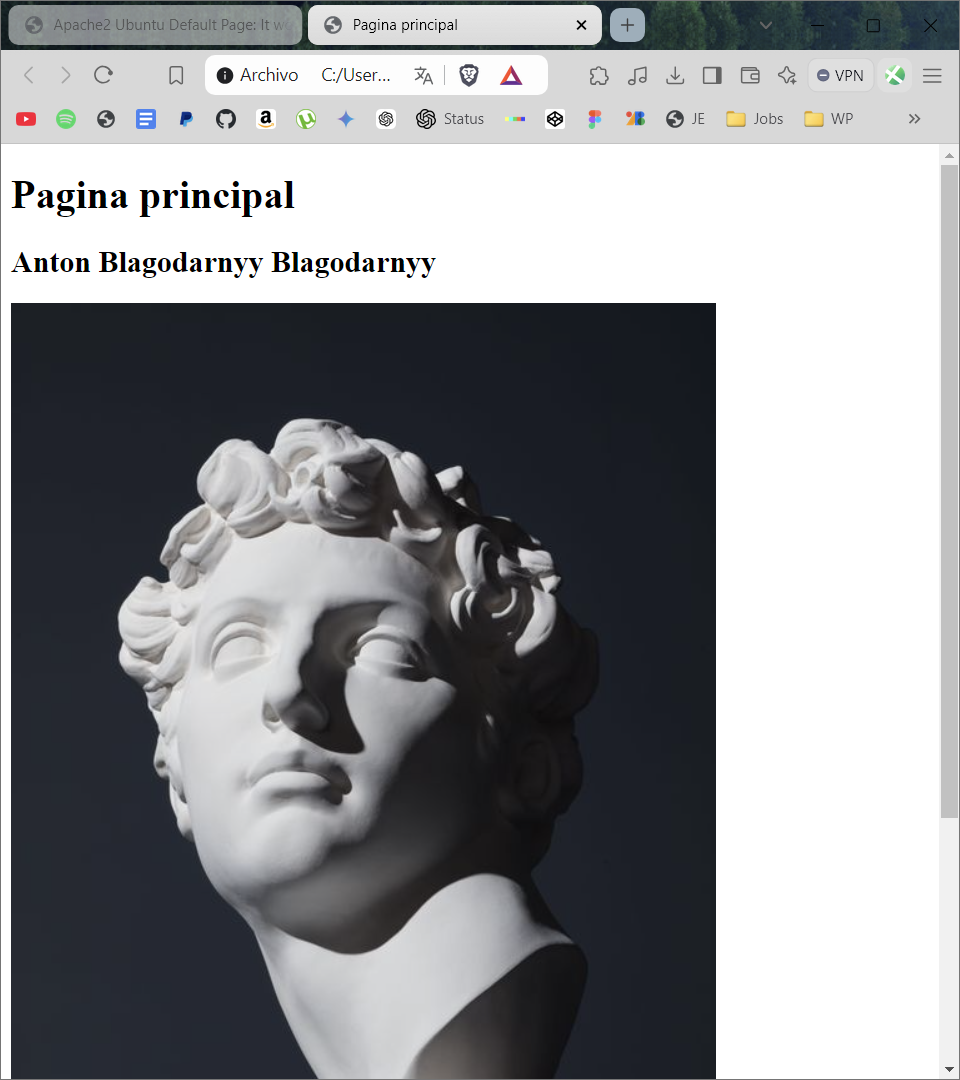 Apache2 Ubuntu Default Page: It w
Pagina principal
Archivo C:/User...
VPN
Status
JE
Jobs
WP
Pagina principal
Anton Blagodarnyy Blagodarnyy